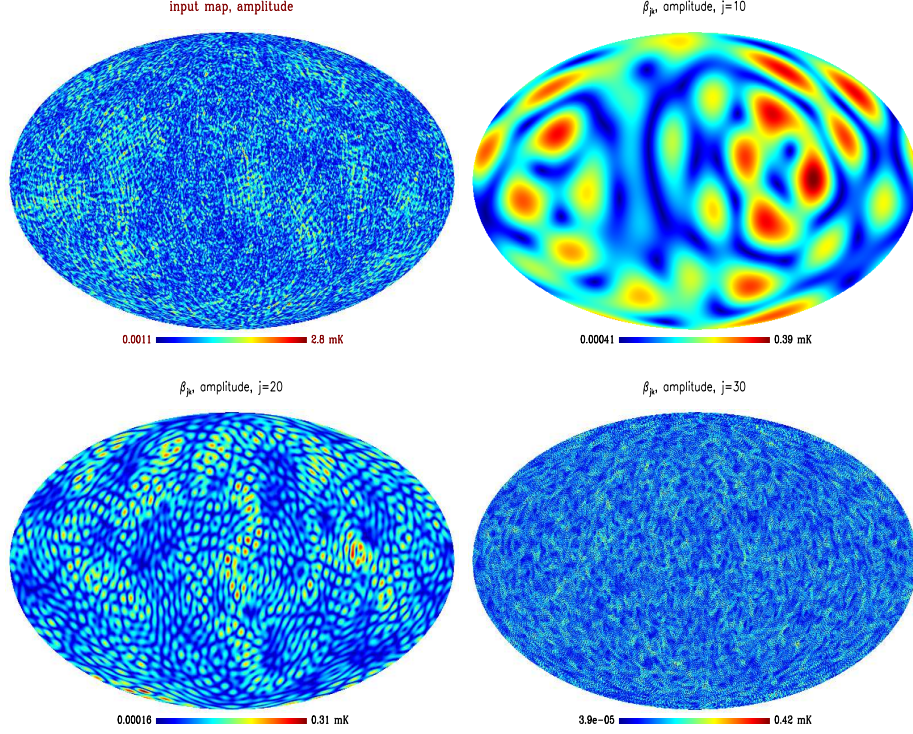 input map, amplitude
β_jk, amplitude, j=10
0.0011 2.8 mK
0.00041 0.39 mK
β_jk, amplitude, j=20
β_jk, amplitude, j=30
0.00016 0.31 mK
3.9e-05 0.42 mK